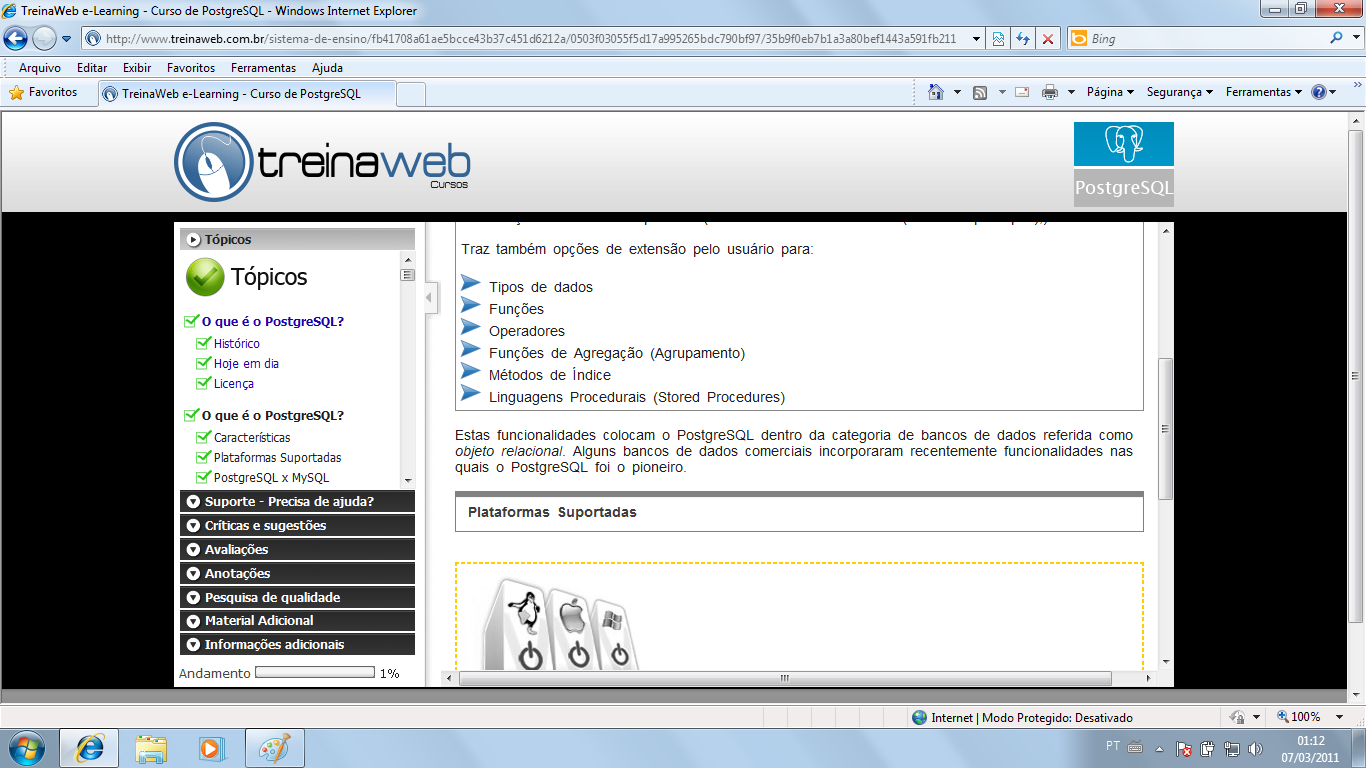 TreinaWeb e-Learning - Curso de PostgreSQL - Windows Internet Explorer
http://www.treinaweb.com.br/sistema-de-ensino/fb41708a61ae5bcce43b37c451d6212a/0503f03055f5d17a995265bdc790bf97/35b9f0eb7b1a3a80bef1443a591fb211
Bing
Arquivo Editar Exibir Favoritos Ferramentas Ajuda
Favoritos
TreinaWeb e-Learning - Curso de PostgreSQL
Página Segurança Ferramentas
treinaweb
Cursos
PostgreSQL
Tópicos
Tópicos
O que é o PostgreSQL?
Histórico
Hoje em dia
Licença
O que é o PostgreSQL?
Características
Plataformas Suportadas
PostgreSQL x MySQL
Suporte - Precisa de ajuda?
Críticas e sugestões
Avaliações
Anotações
Pesquisa de qualidade
Material Adicional
Informações adicionais
Andamento 1%
Traz também opções de extensão pelo usuário para:
Tipos de dados
Funções
Operadores
Funções de Agregação (Agrupamento)
Métodos de Índice
Linguagens Procedurais (Stored Procedures)
Estas funcionalidades colocam o PostgreSQL dentro da categoria de bancos de dados referida como
objeto relacional. Alguns bancos de dados comerciais incorporaram recentemente funcionalidades nas
quais o PostgreSQL foi o pioneiro.
Plataformas Suportadas
Internet | Modo Protegido: Desativado
100%
PT
01:12
07/03/2011